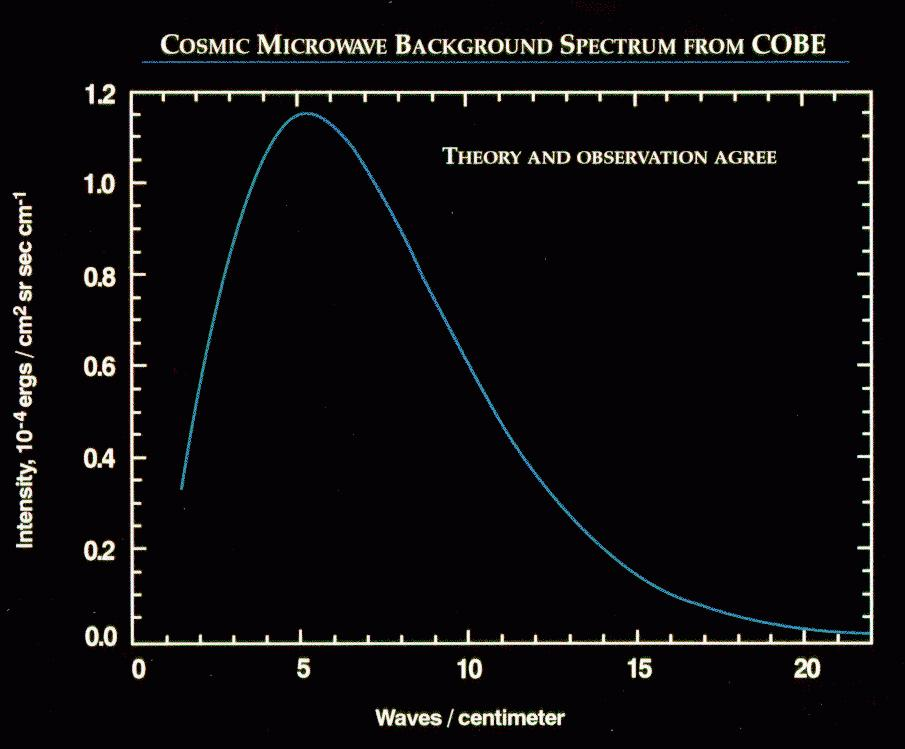 COSMIC MICROWAVE BACKGROUND SPECTRUM FROM COBE
THEORY AND OBSERVATION AGREE
Intensity, 10⁻⁴ ergs / cm² sr sec cm⁻¹
1.2
1.0
0.8
0.6
0.4
0.2
0.0
0 5 10 15 20
Waves / centimeter